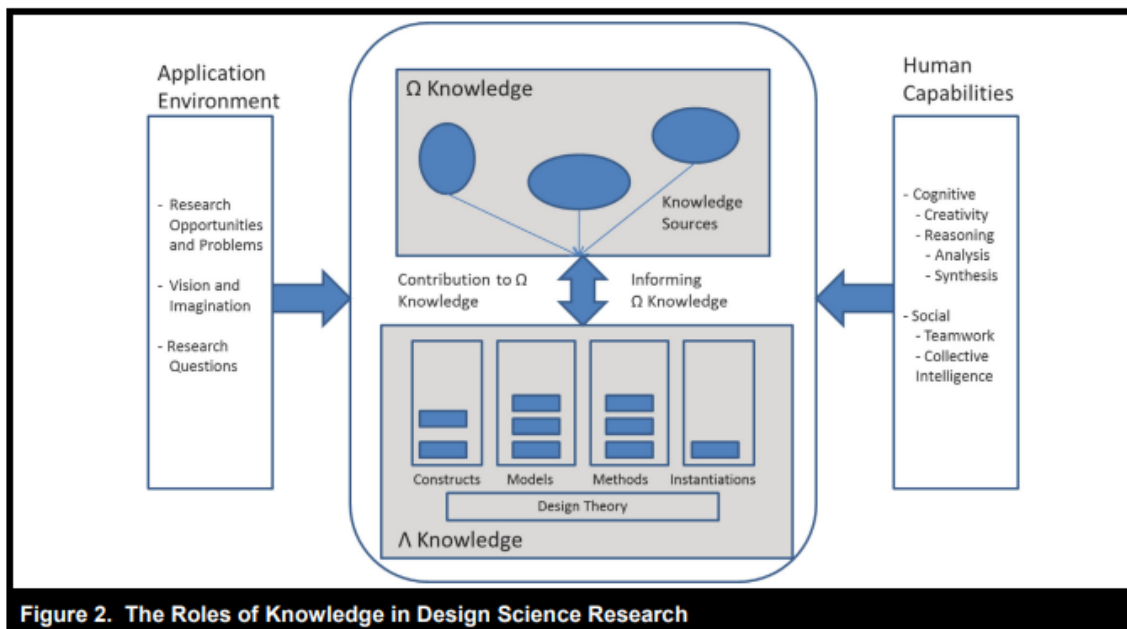 Application
Environment
- Research
Opportunities
and Problems
- Vision and
Imagination
- Research
Questions
Ω Knowledge
Knowledge
Sources
Contribution to Ω
Knowledge
Informing
Ω Knowledge
Constructs
Models
Methods
Instantiations
Design Theory
Λ Knowledge
Human
Capabilities
- Cognitive
- Creativity
- Reasoning
- Analysis
- Synthesis
- Social
- Teamwork
- Collective
Intelligence
Figure 2. The Roles of Knowledge in Design Science Research